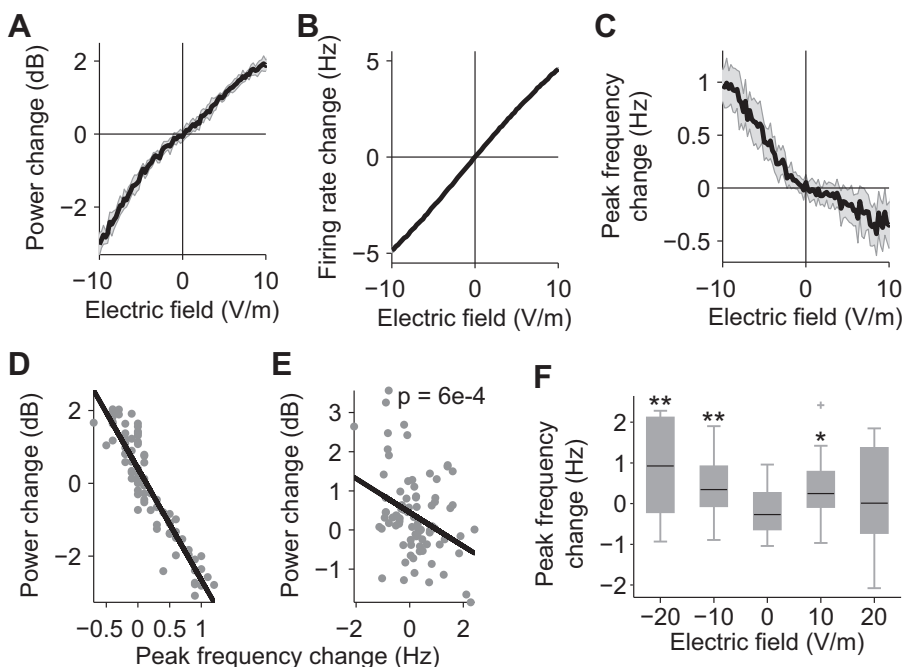 A
Power change (dB)
2
0
−2
−10
0
10
Electric field (V/m)
B
Firing rate change (Hz)
5
0
−5
−10
0
10
Electric field (V/m)
C
Peak frequency
change (Hz)
1
0.5
0
−0.5
−10
0
10
Electric field (V/m)
D
Power change (dB)
2
0
−2
−0.5
0
0.5
1
E
p = 6e-4
Power change (dB)
3
2
1
0
−1
−2
0
2
Peak frequency change (Hz)
F
Peak frequency
change (Hz)
2
1
0
−1
−2
**
**
*
+
−20
−10
0
10
20
Electric field (V/m)